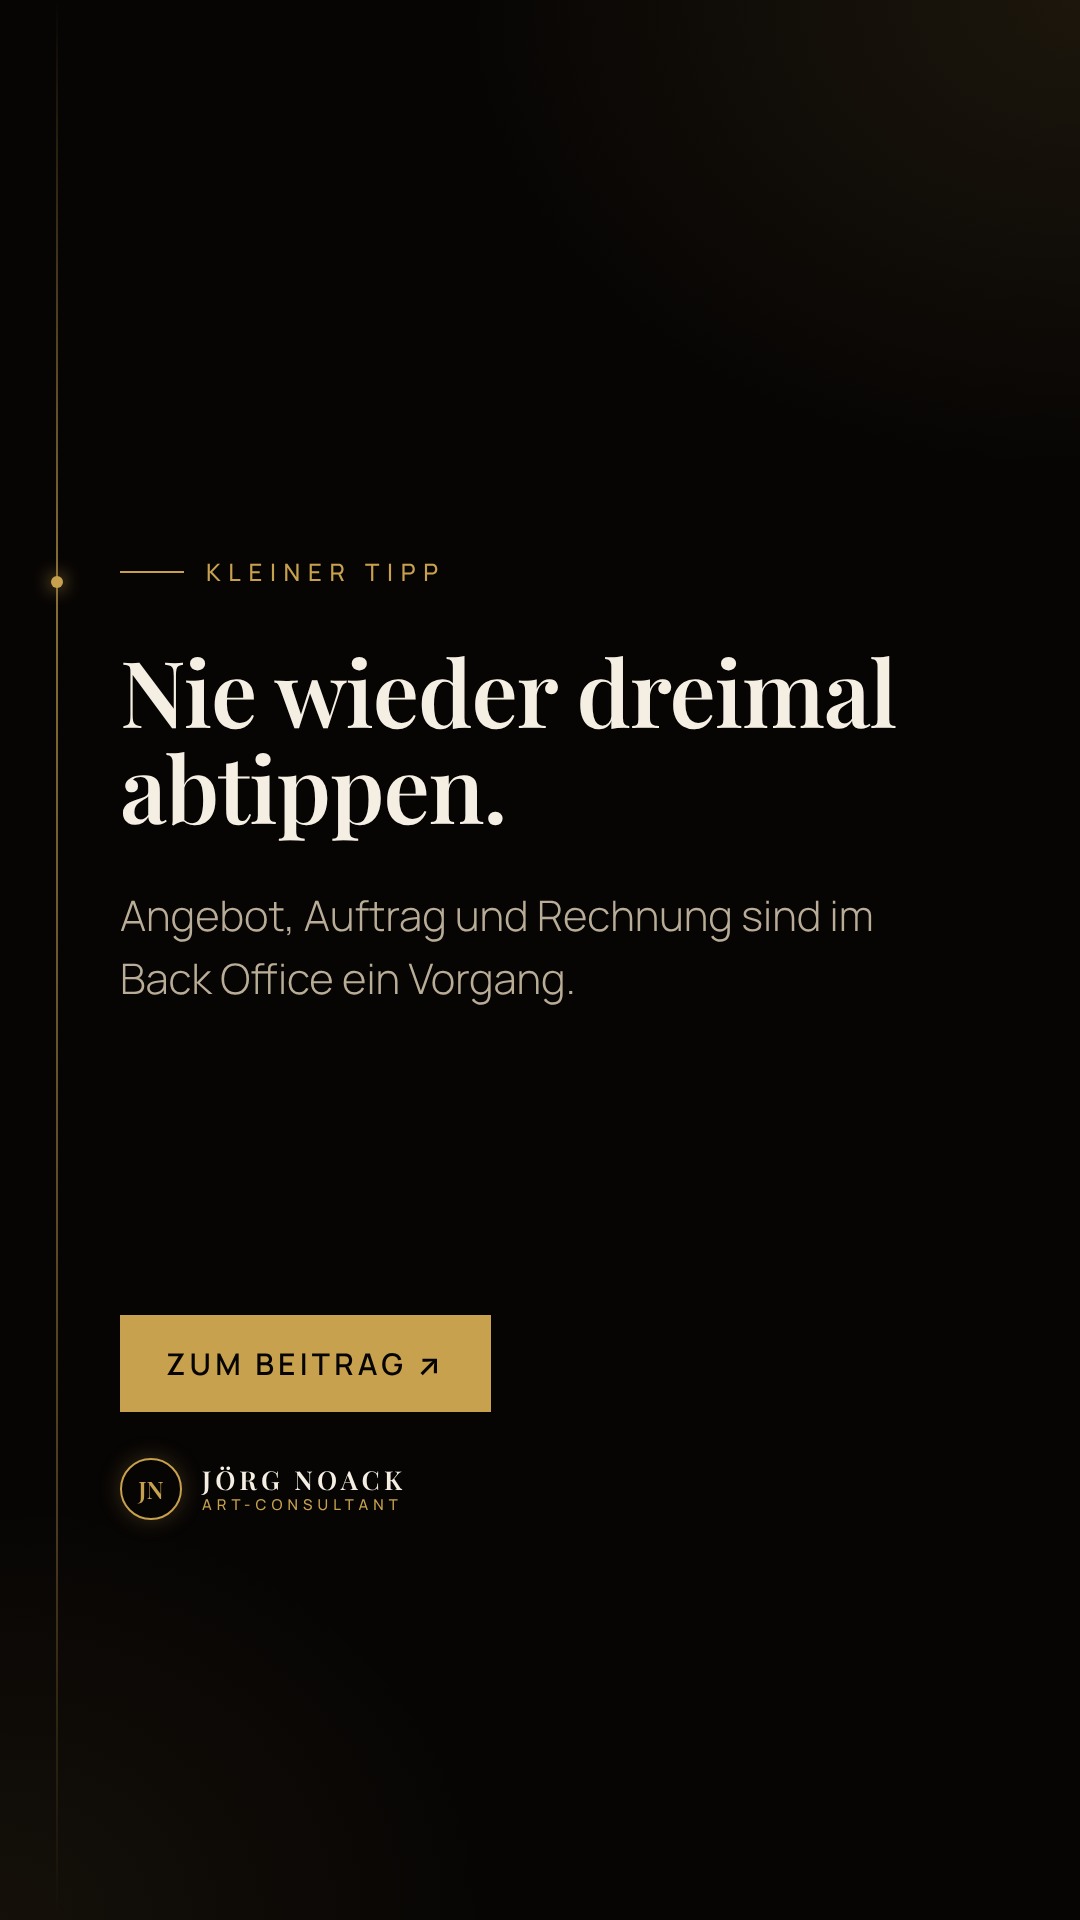 KLEINER TIPP
Nie wieder dreimal
abtippen.
Angebot, Auftrag und Rechnung sind im
Back Office ein Vorgang.
ZUM BEITRAG ↗
JN
JÖRG NOACK
ART-CONSULTANT